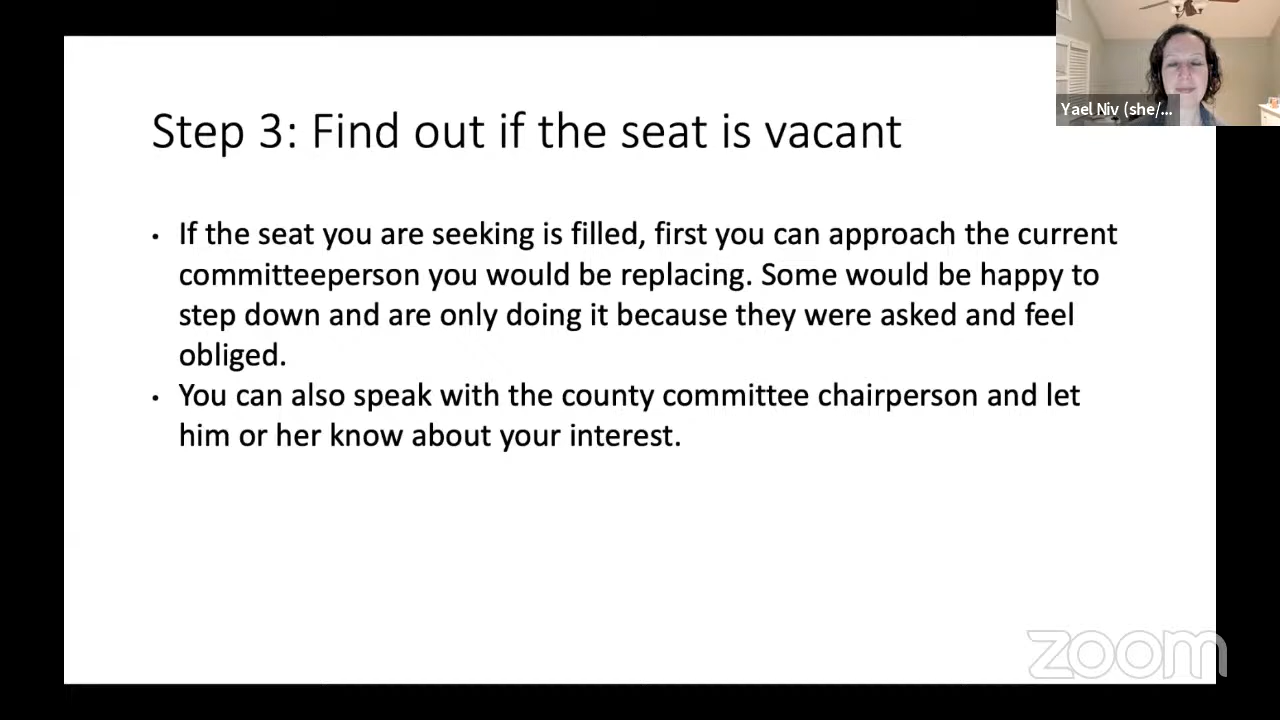 Yael Niv (she/...
Step 3: Find out if the seat is vacant
• If the seat you are seeking is filled, first you can approach the current
committeeperson you would be replacing. Some would be happy to
step down and are only doing it because they were asked and feel
obliged.
• You can also speak with the county committee chairperson and let
him or her know about your interest.
zoom